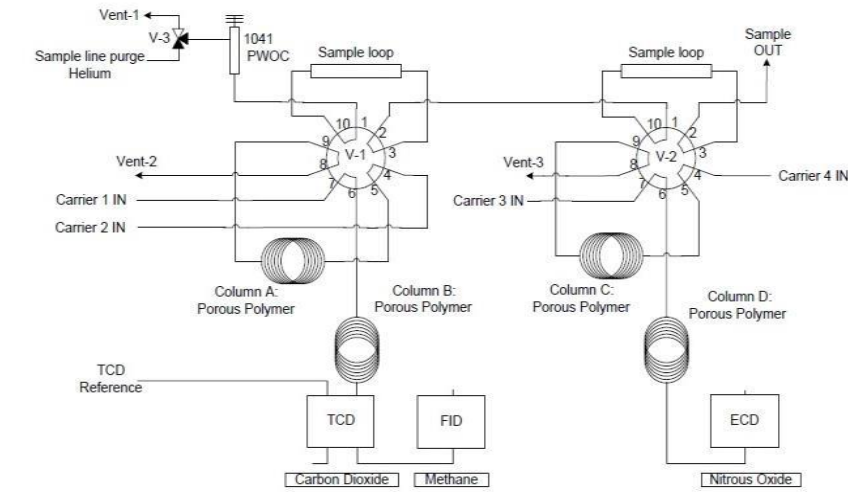 Vent-1
V-3
1041
PWOC
Sample line purge
Helium
Sample loop
Sample loop
Sample
OUT
10
1
2
3
4
5
6
7
8
9
V-1
10
1
2
3
4
5
6
7
8
9
V-2
Vent-2
Vent-3
Carrier 4 IN
Carrier 1 IN
Carrier 3 IN
Carrier 2 IN
Column A:
Porous Polymer
Column B:
Porous Polymer
Column C:
Porous Polymer
Column D:
Porous Polymer
TCD
Reference
TCD
FID
ECD
Carbon Dioxide
Methane
Nitrous Oxide